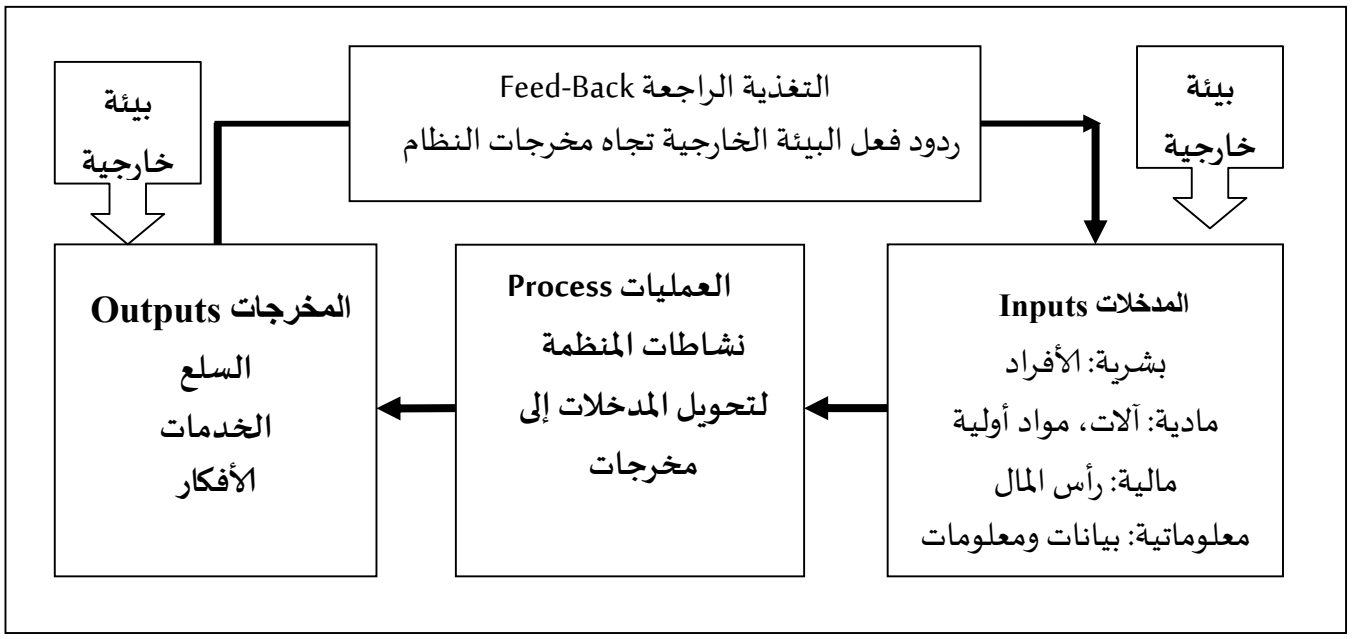 بيئة
خارجية
التغذية الراجعة Feed-Back
ردود فعل البيئة الخارجية تجاه مخرجات النظام
بيئة
خارجية
المدخلات Inputs
بشرية: الأفراد
مادية: آلات، مواد أولية
مالية: رأس المال
معلوماتية: بيانات ومعلومات
العمليات Process
نشاطات المنظمة
لتحويل المدخلات إلى
مخرجات
المخرجات Outputs
السلع
الخدمات
الأفكار